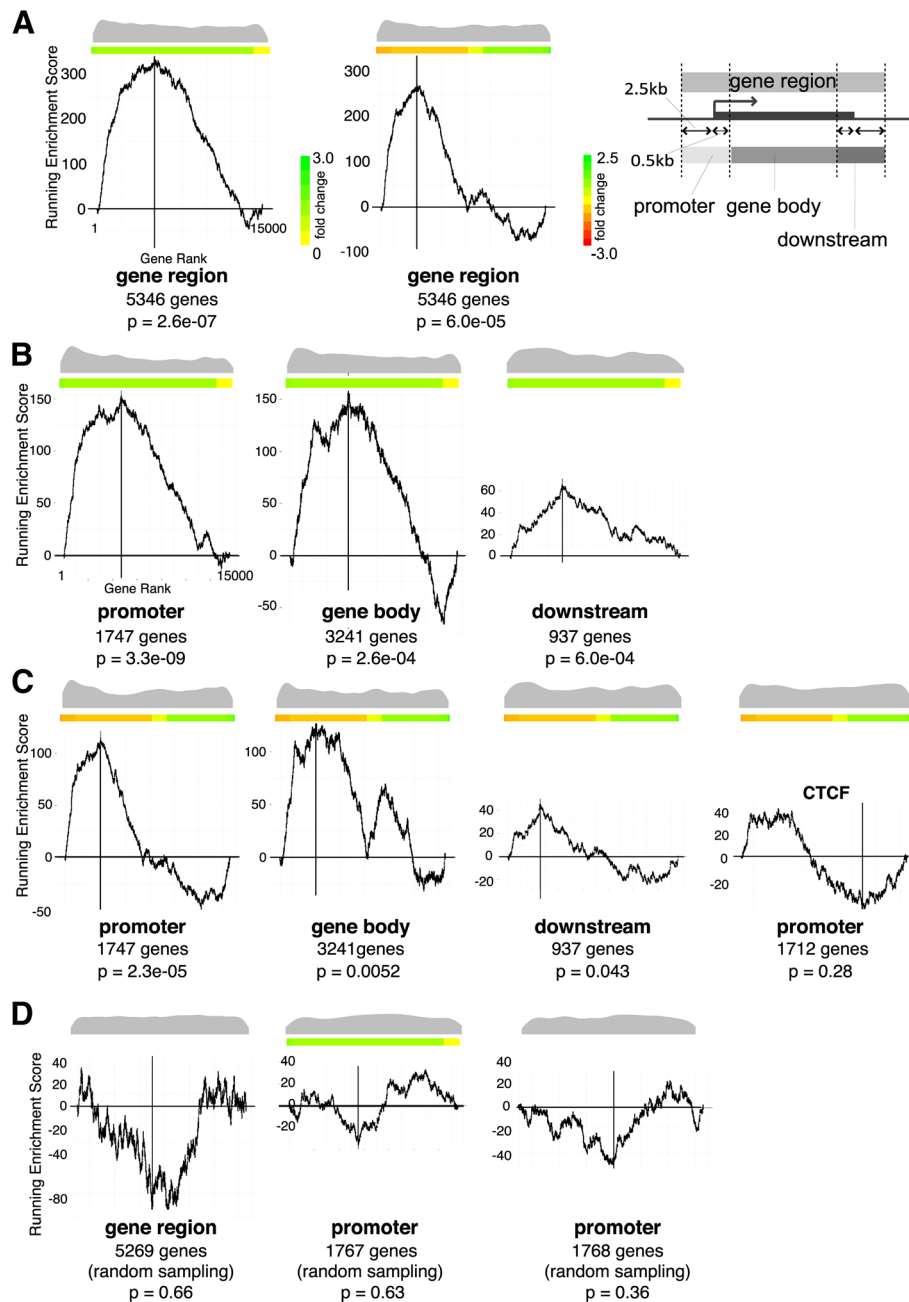 A
Running Enrichment Score
300
200
100
0
1
15000
Gene Rank
gene region
5346 genes
p = 2.6e-07
3.0
fold change
0
300
200
100
0
-100
gene region
5346 genes
p = 6.0e-05
2.5
fold change
-3.0
gene region
2.5kb
0.5kb
promoter
gene body
downstream
B
Running Enrichment Score
150
100
50
0
1
15000
Gene Rank
promoter
1747 genes
p = 3.3e-09
150
100
50
0
-50
gene body
3241 genes
p = 2.6e-04
60
40
20
0
downstream
937 genes
p = 6.0e-04
C
Running Enrichment Score
100
50
0
-50
promoter
1747 genes
p = 2.3e-05
100
50
0
gene body
3241genes
p = 0.0052
40
20
0
-20
downstream
937 genes
p = 0.043
CTCF
40
20
0
-20
promoter
1712 genes
p = 0.28
D
Running Enrichment Score
40
20
0
-20
-40
-80
gene region
5269 genes
(random sampling)
p = 0.66
40
20
0
-20
promoter
1767 genes
(random sampling)
p = 0.63
40
20
0
-20
-40
promoter
1768 genes
(random sampling)
p = 0.36